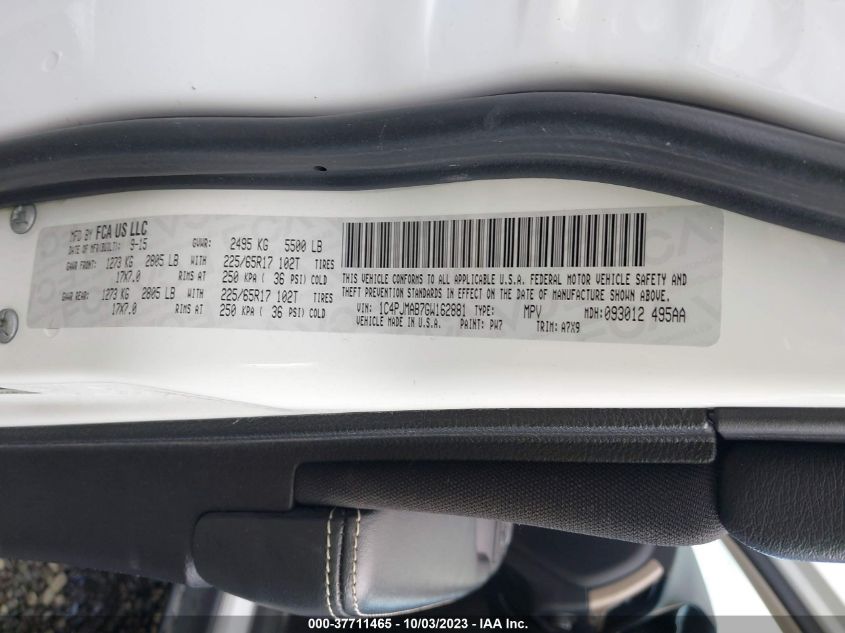 MFD BY FCA US LLC
DATE OF MFR(BUILT): 9-15 GVWR: 2495 KG 5500 LB
GAWR FRONT: 1273 KG 2805 LB WITH 225/65R17 102T TIRES
17X7.0 RIMS AT 250 KPA ( 36 PSI) COLD
GAWR REAR: 1273 KG 2805 LB WITH 225/65R17 102T TIRES
17X7.0 RIMS AT 250 KPA ( 36 PSI) COLD
THIS VEHICLE CONFORMS TO ALL APPLICABLE U.S.A. FEDERAL MOTOR VEHICLE SAFETY AND
THEFT PREVENTION STANDARDS IN EFFECT ON THE DATE OF MANUFACTURE SHOWN ABOVE.
VIN: 1C4PJMAB7GW162881 TYPE: MPV MDH: 093012 495AA
VEHICLE MADE IN U.S.A. PAINT: PW7 TRIM: A7X9
000-37711465 - 10/03/2023 - IAA Inc.